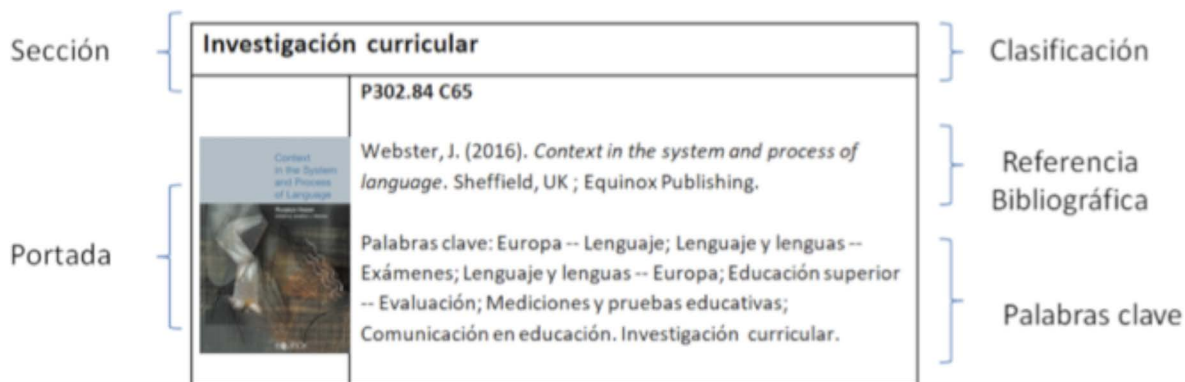 Sección
Investigación curricular
Clasificación
P302.84 C65
Webster, J. (2016). Context in the system and process of
language. Sheffield, UK ; Equinox Publishing.
Referencia
Bibliográfica
Portada
Context
in the System
and Process
of Language
Palabras clave: Europa -- Lenguaje; Lenguaje y lenguas --
Exámenes; Lenguaje y lenguas -- Europa; Educación superior
-- Evaluación; Mediciones y pruebas educativas;
Comunicación en educación. Investigación curricular.
Palabras clave